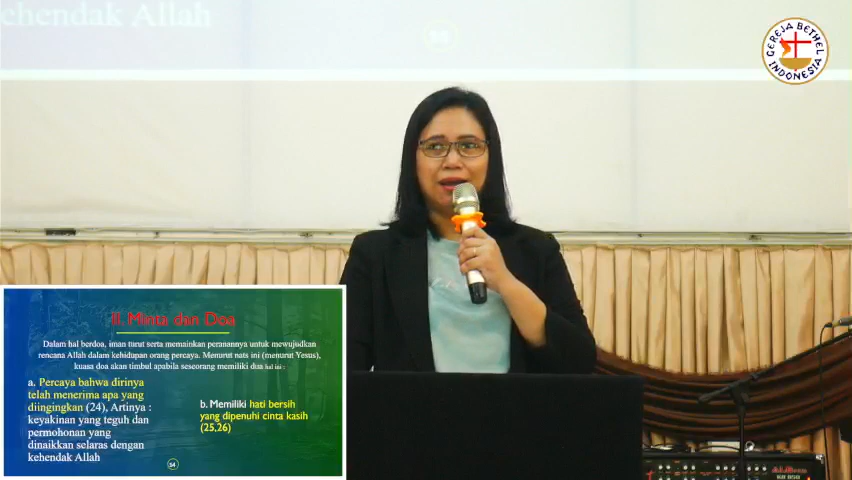 kehendak Allah
GEREJA BETHEL
INDONESIA
II. Minta dan Doa
Dalam hal berdoa, iman turut serta memainkan peranannya untuk mewujudkan
rencana Allah dalam kehidupan orang percaya. Menurut nats ini (menurut Yesus),
kuasa doa akan timbul apabila seseorang memiliki dua hal ini :
a. Percaya bahwa dirinya
telah menerima apa yang
diingingkan (24), Artinya :
keyakinan yang teguh dan
permohonan yang
dinaikkan selaras dengan
kehendak Allah
b. Memiliki hati bersih
yang dipenuhi cinta kasih
(25,26)
54